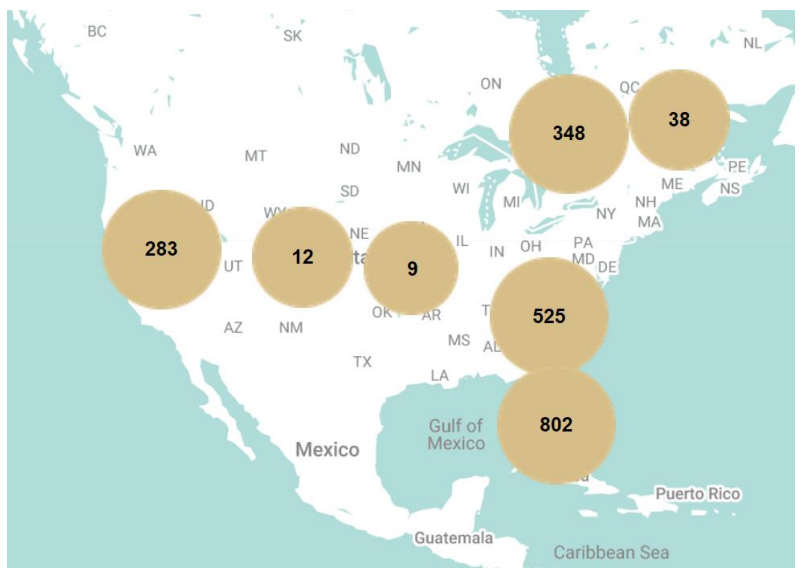 BC
SK
NL
ON
QC
348
38
WA
MT
ND
MN
PE
NS
SD
WI
MI
ME
NH
NY
MA
ID
NE
IL
IN
OH
PA
MD
DE
283
12
9
UT
OK
AR
525
AZ
NM
MS
AL
TX
LA
802
Gulf of
Mexico
Mexico
Puerto Rico
Guatemala
Caribbean Sea